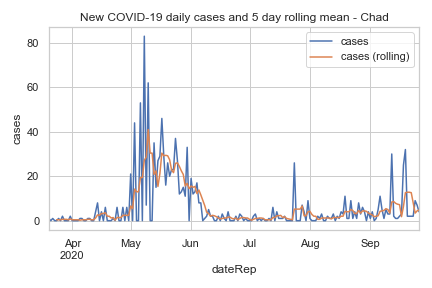 New COVID-19 daily cases and 5 day rolling mean - Chad
cases
cases (rolling)
80
60
40
20
0
cases
Apr
2020
May
Jun
Jul
Aug
Sep
dateRep